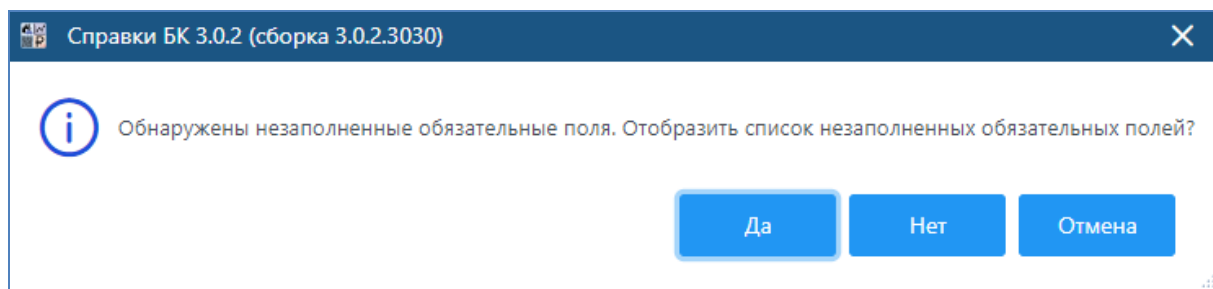 Справки БК 3.0.2 (сборка 3.0.2.3030)
Обнаружены незаполненные обязательные поля. Отобразить список незаполненных обязательных полей?
Да Нет Отмена